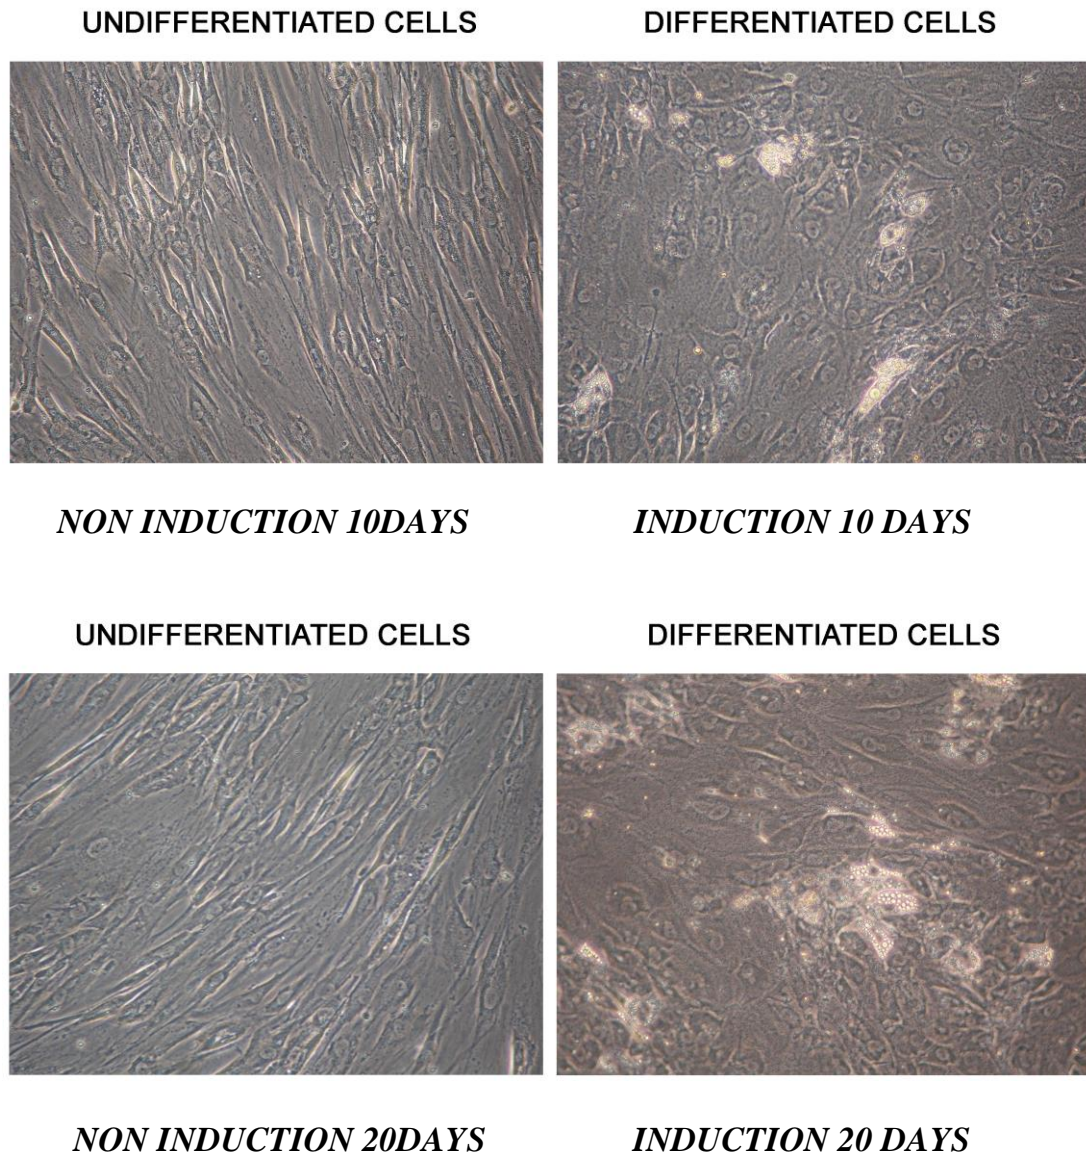 UNDIFFERENTIATED CELLS
DIFFERENTIATED CELLS
NON INDUCTION 10DAYS
INDUCTION 10 DAYS
UNDIFFERENTIATED CELLS
DIFFERENTIATED CELLS
NON INDUCTION 20DAYS
INDUCTION 20 DAYS